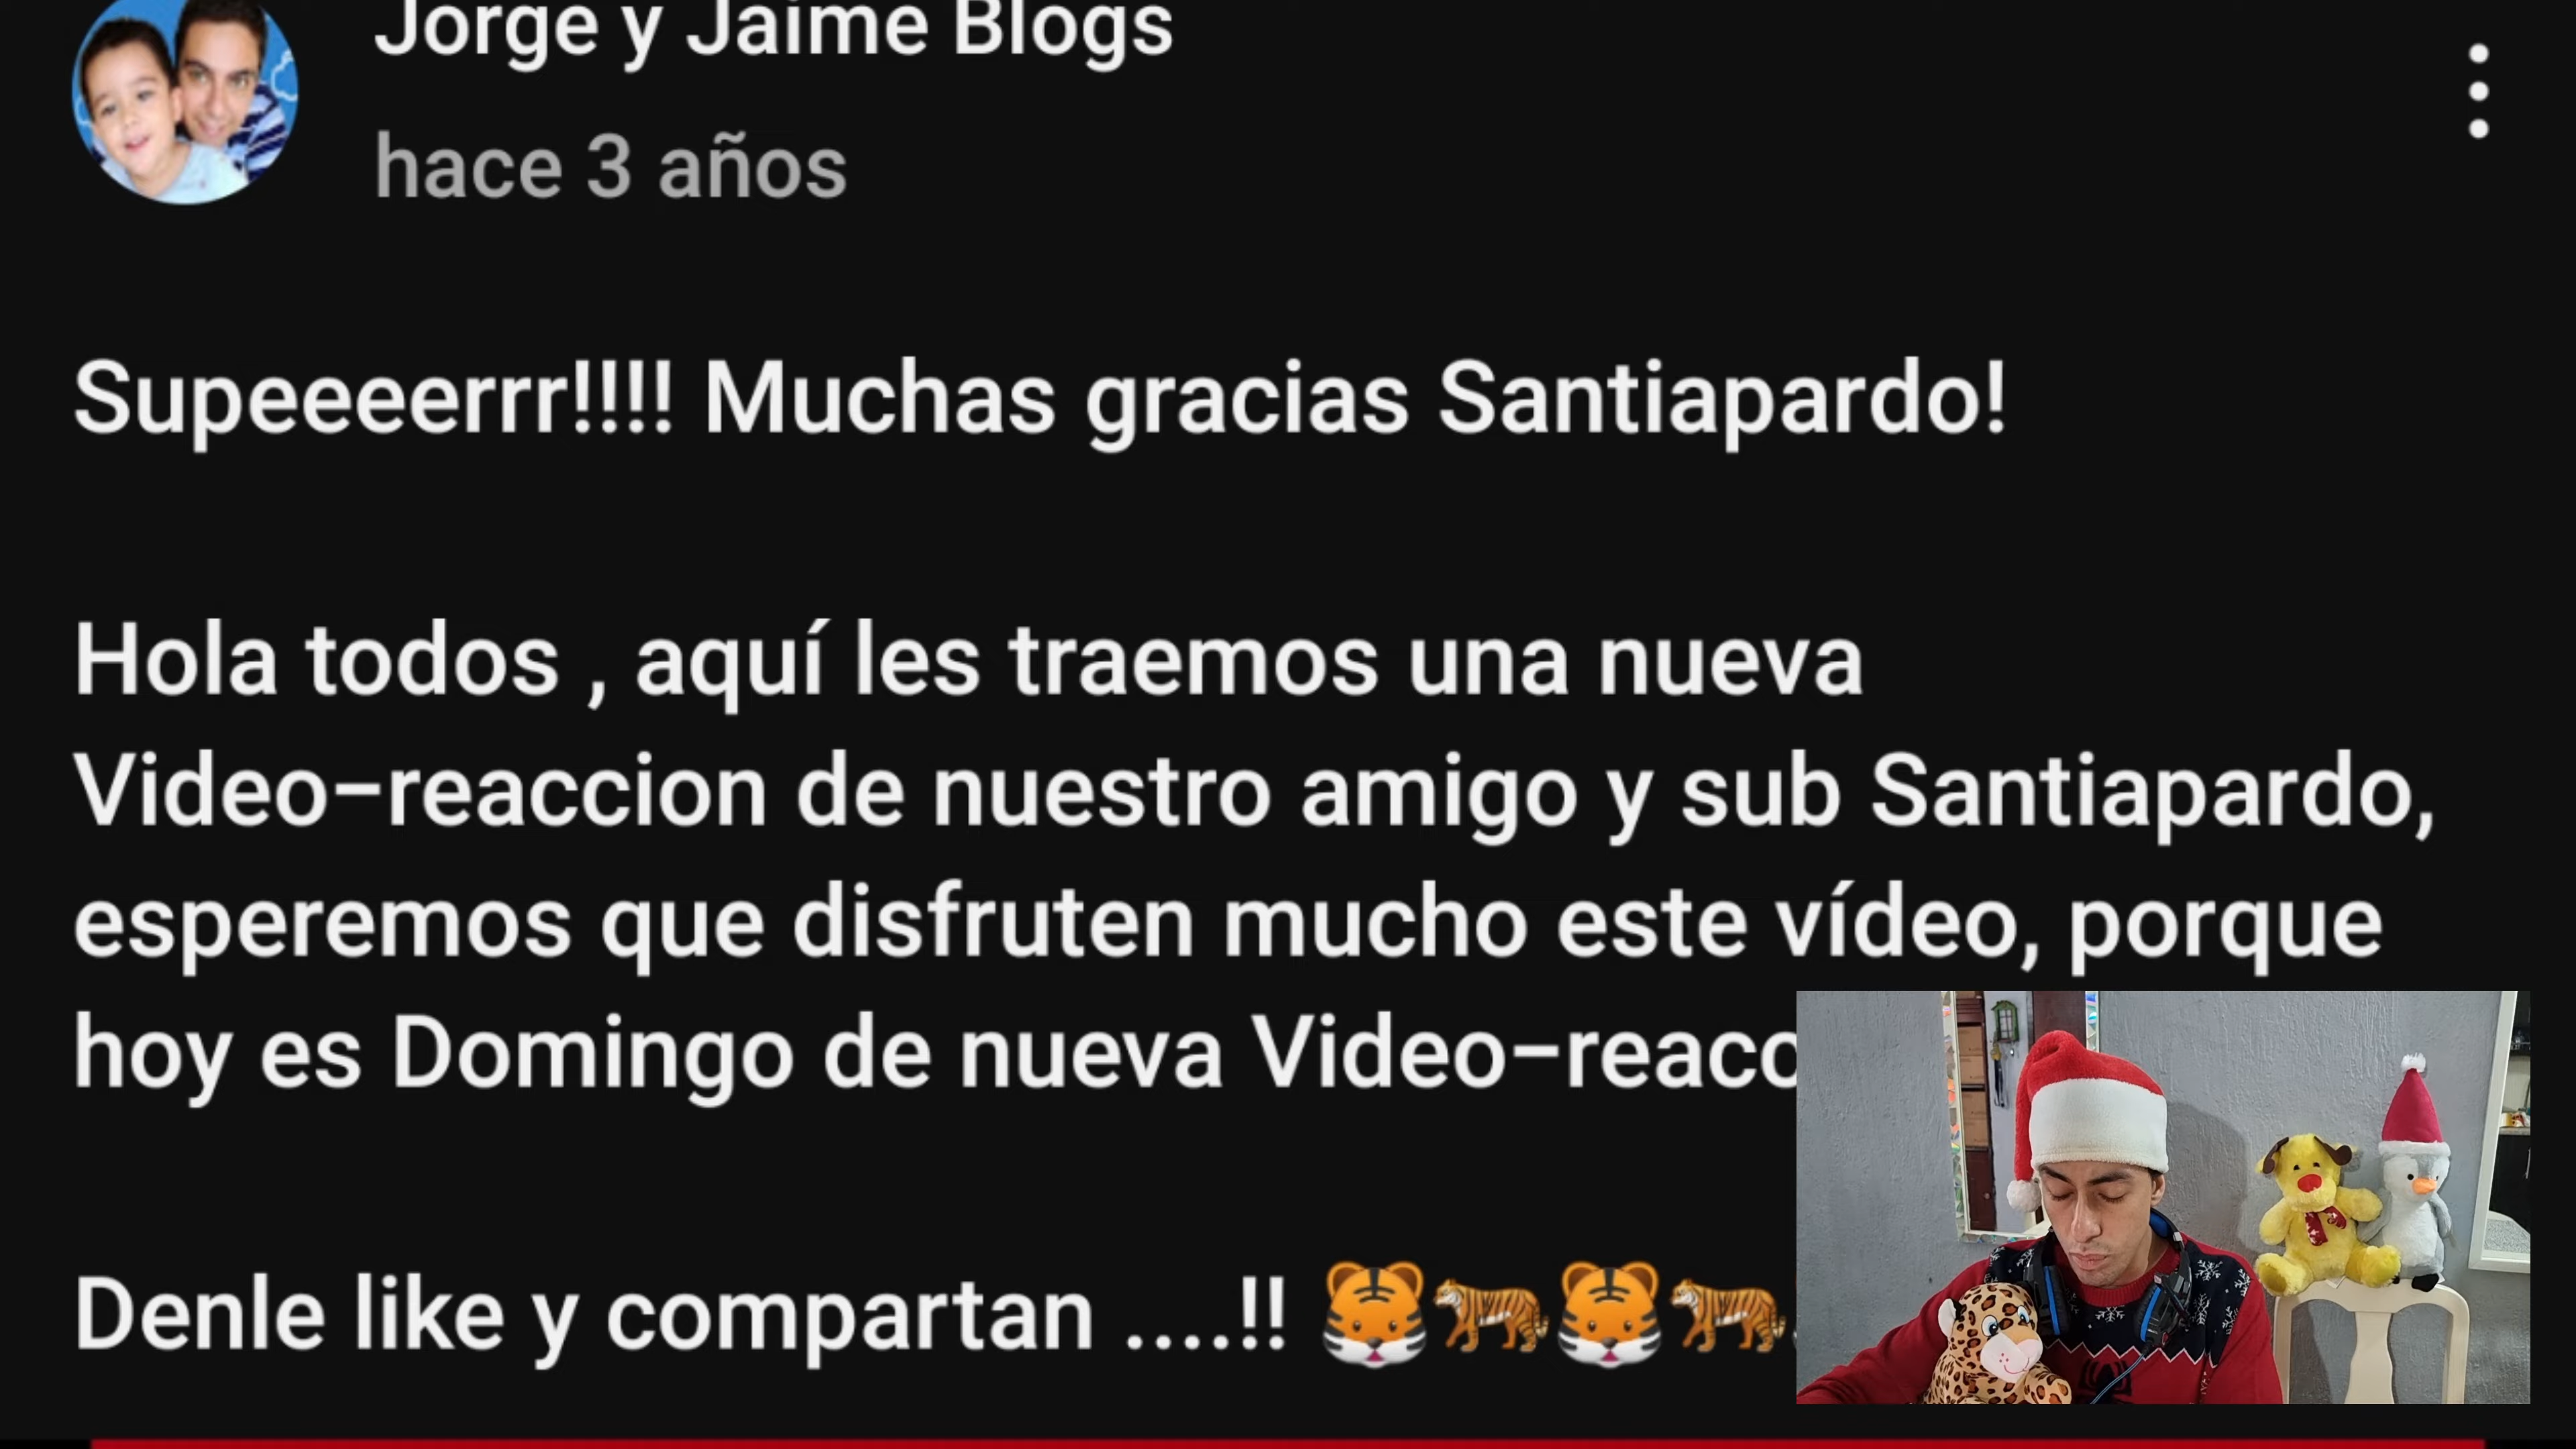 Jorge y Jaime Blogs
hace 3 años
Supeeeerrr!!!! Muchas gracias Santiapardo!
Hola todos , aquí les traemos una nueva
Video-reaccion de nuestro amigo y sub Santiapardo,
esperemos que disfruten mucho este vídeo, porque
hoy es Domingo de nueva
Denle like y compartan ....!! 🐯🐅🐯🐅